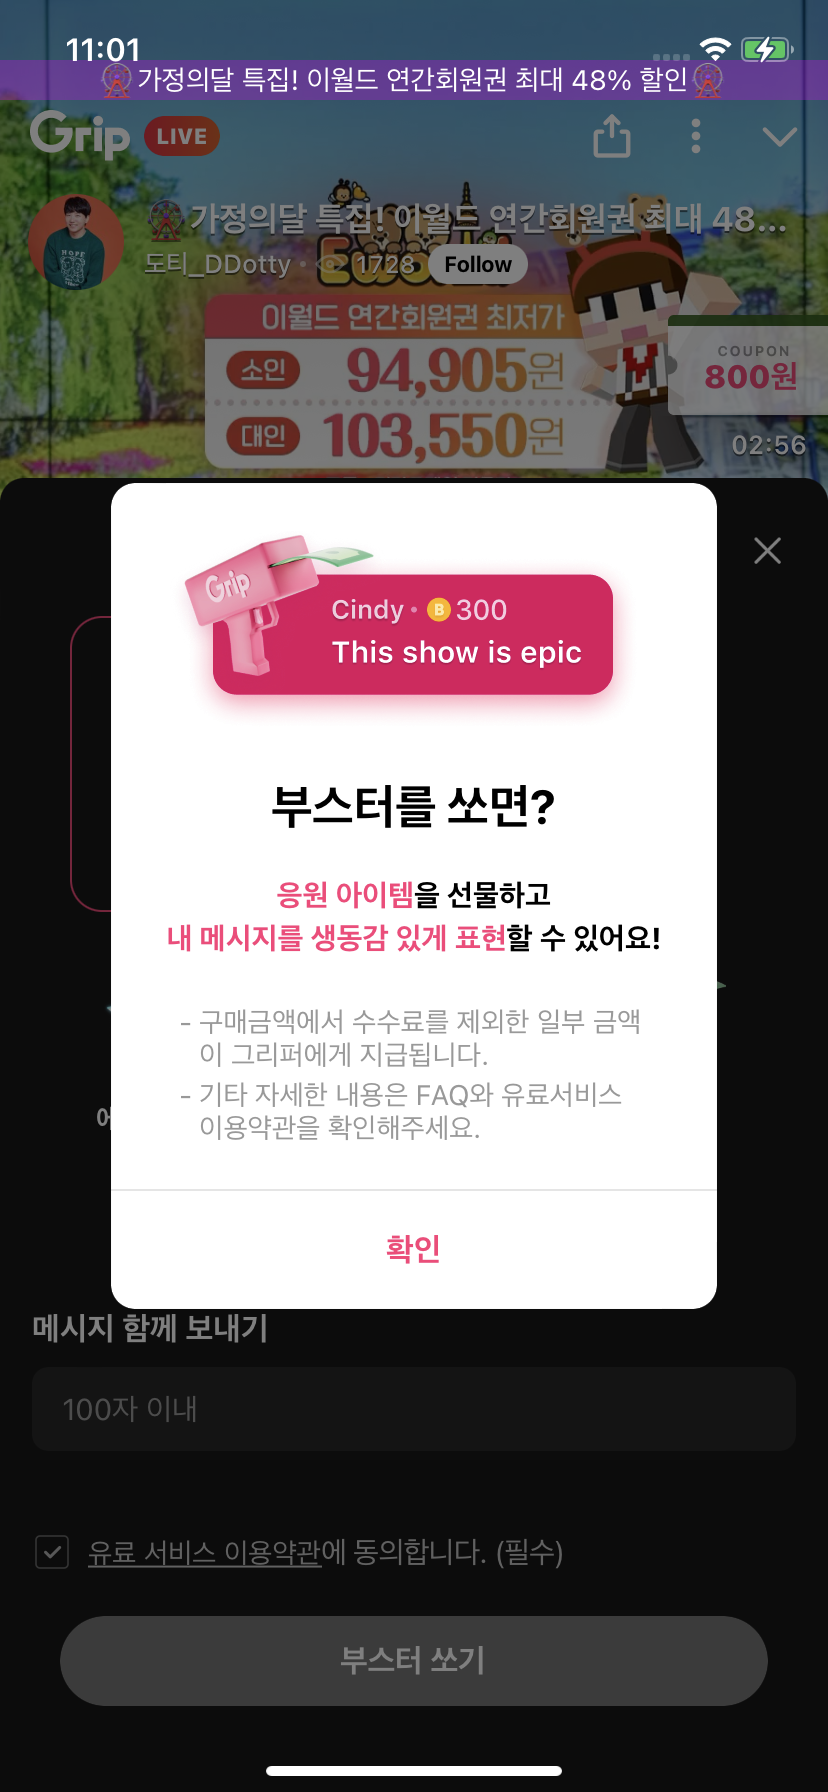 11:01
가정의달 특집! 이월드 연간회원권 최대 48% 할인
Grip LIVE
가정의달 특집! 이월드 연간회원권 최대 48...
도티_DDotty • 1728 Follow
HOPE
이월드 연간회원권 최저가
소인 94,905원
대인 103,550원
COUPON
800원
02:56
Grip
Cindy • B 300
This show is epic
부스터를 쏘면?
응원 아이템을 선물하고
내 메시지를 생동감 있게 표현할 수 있어요!
- 구매금액에서 수수료를 제외한 일부 금액
이 그리퍼에게 지급됩니다.
- 기타 자세한 내용은 FAQ와 유료서비스
이용약관을 확인해주세요.
확인
메시지 함께 보내기
100자 이내
유료 서비스 이용약관에 동의합니다. (필수)
부스터 쏘기